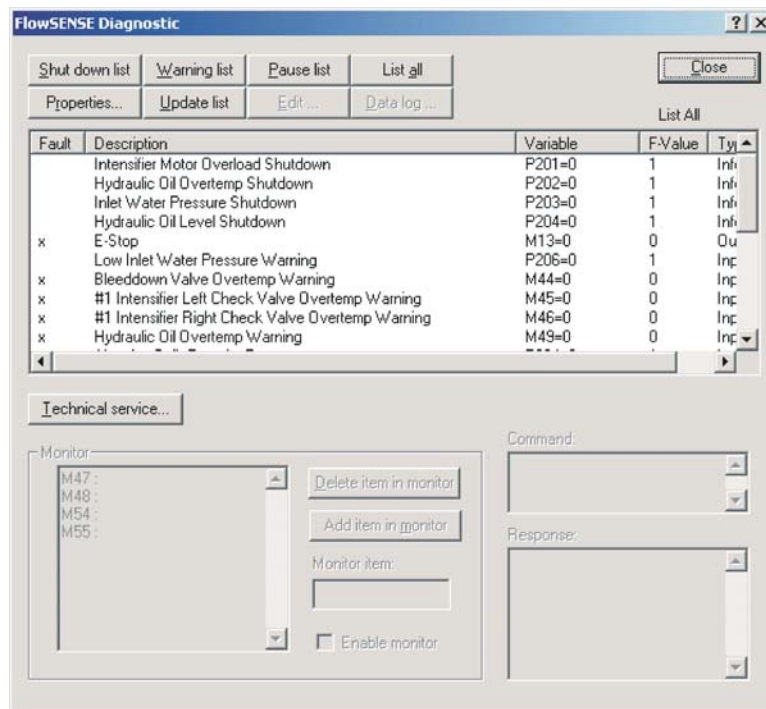 FlowSENSE Diagnostic
Shut down list Warning list Pause list List all Close
Properties... Update list Edit ... Data log ...
List All
Fault Description Variable F-Value
Intensifier Motor Overload Shutdown P201=0 1
Hydraulic Oil Overtemp Shutdown P202=0 1
Inlet Water Pressure Shutdown P203=0 1
Hydraulic Oil Level Shutdown P204=0 1
x E-Stop M13=0 0
Low Inlet Water Pressure Warning P206=0 1
x Bleeddown Valve Overtemp Warning M44=0 0
x #1 Intensifier Left Check Valve Overtemp Warning M45=0 0
x #1 Intensifier Right Check Valve Overtemp Warning M46=0 0
x Hydraulic Oil Overtemp Warning M49=0 0
Technical service...
Monitor
M47 :
M48 :
M54 :
M55 :
Delete item in monitor
Add item in monitor
Monitor item:
Enable monitor
Command:
Response: